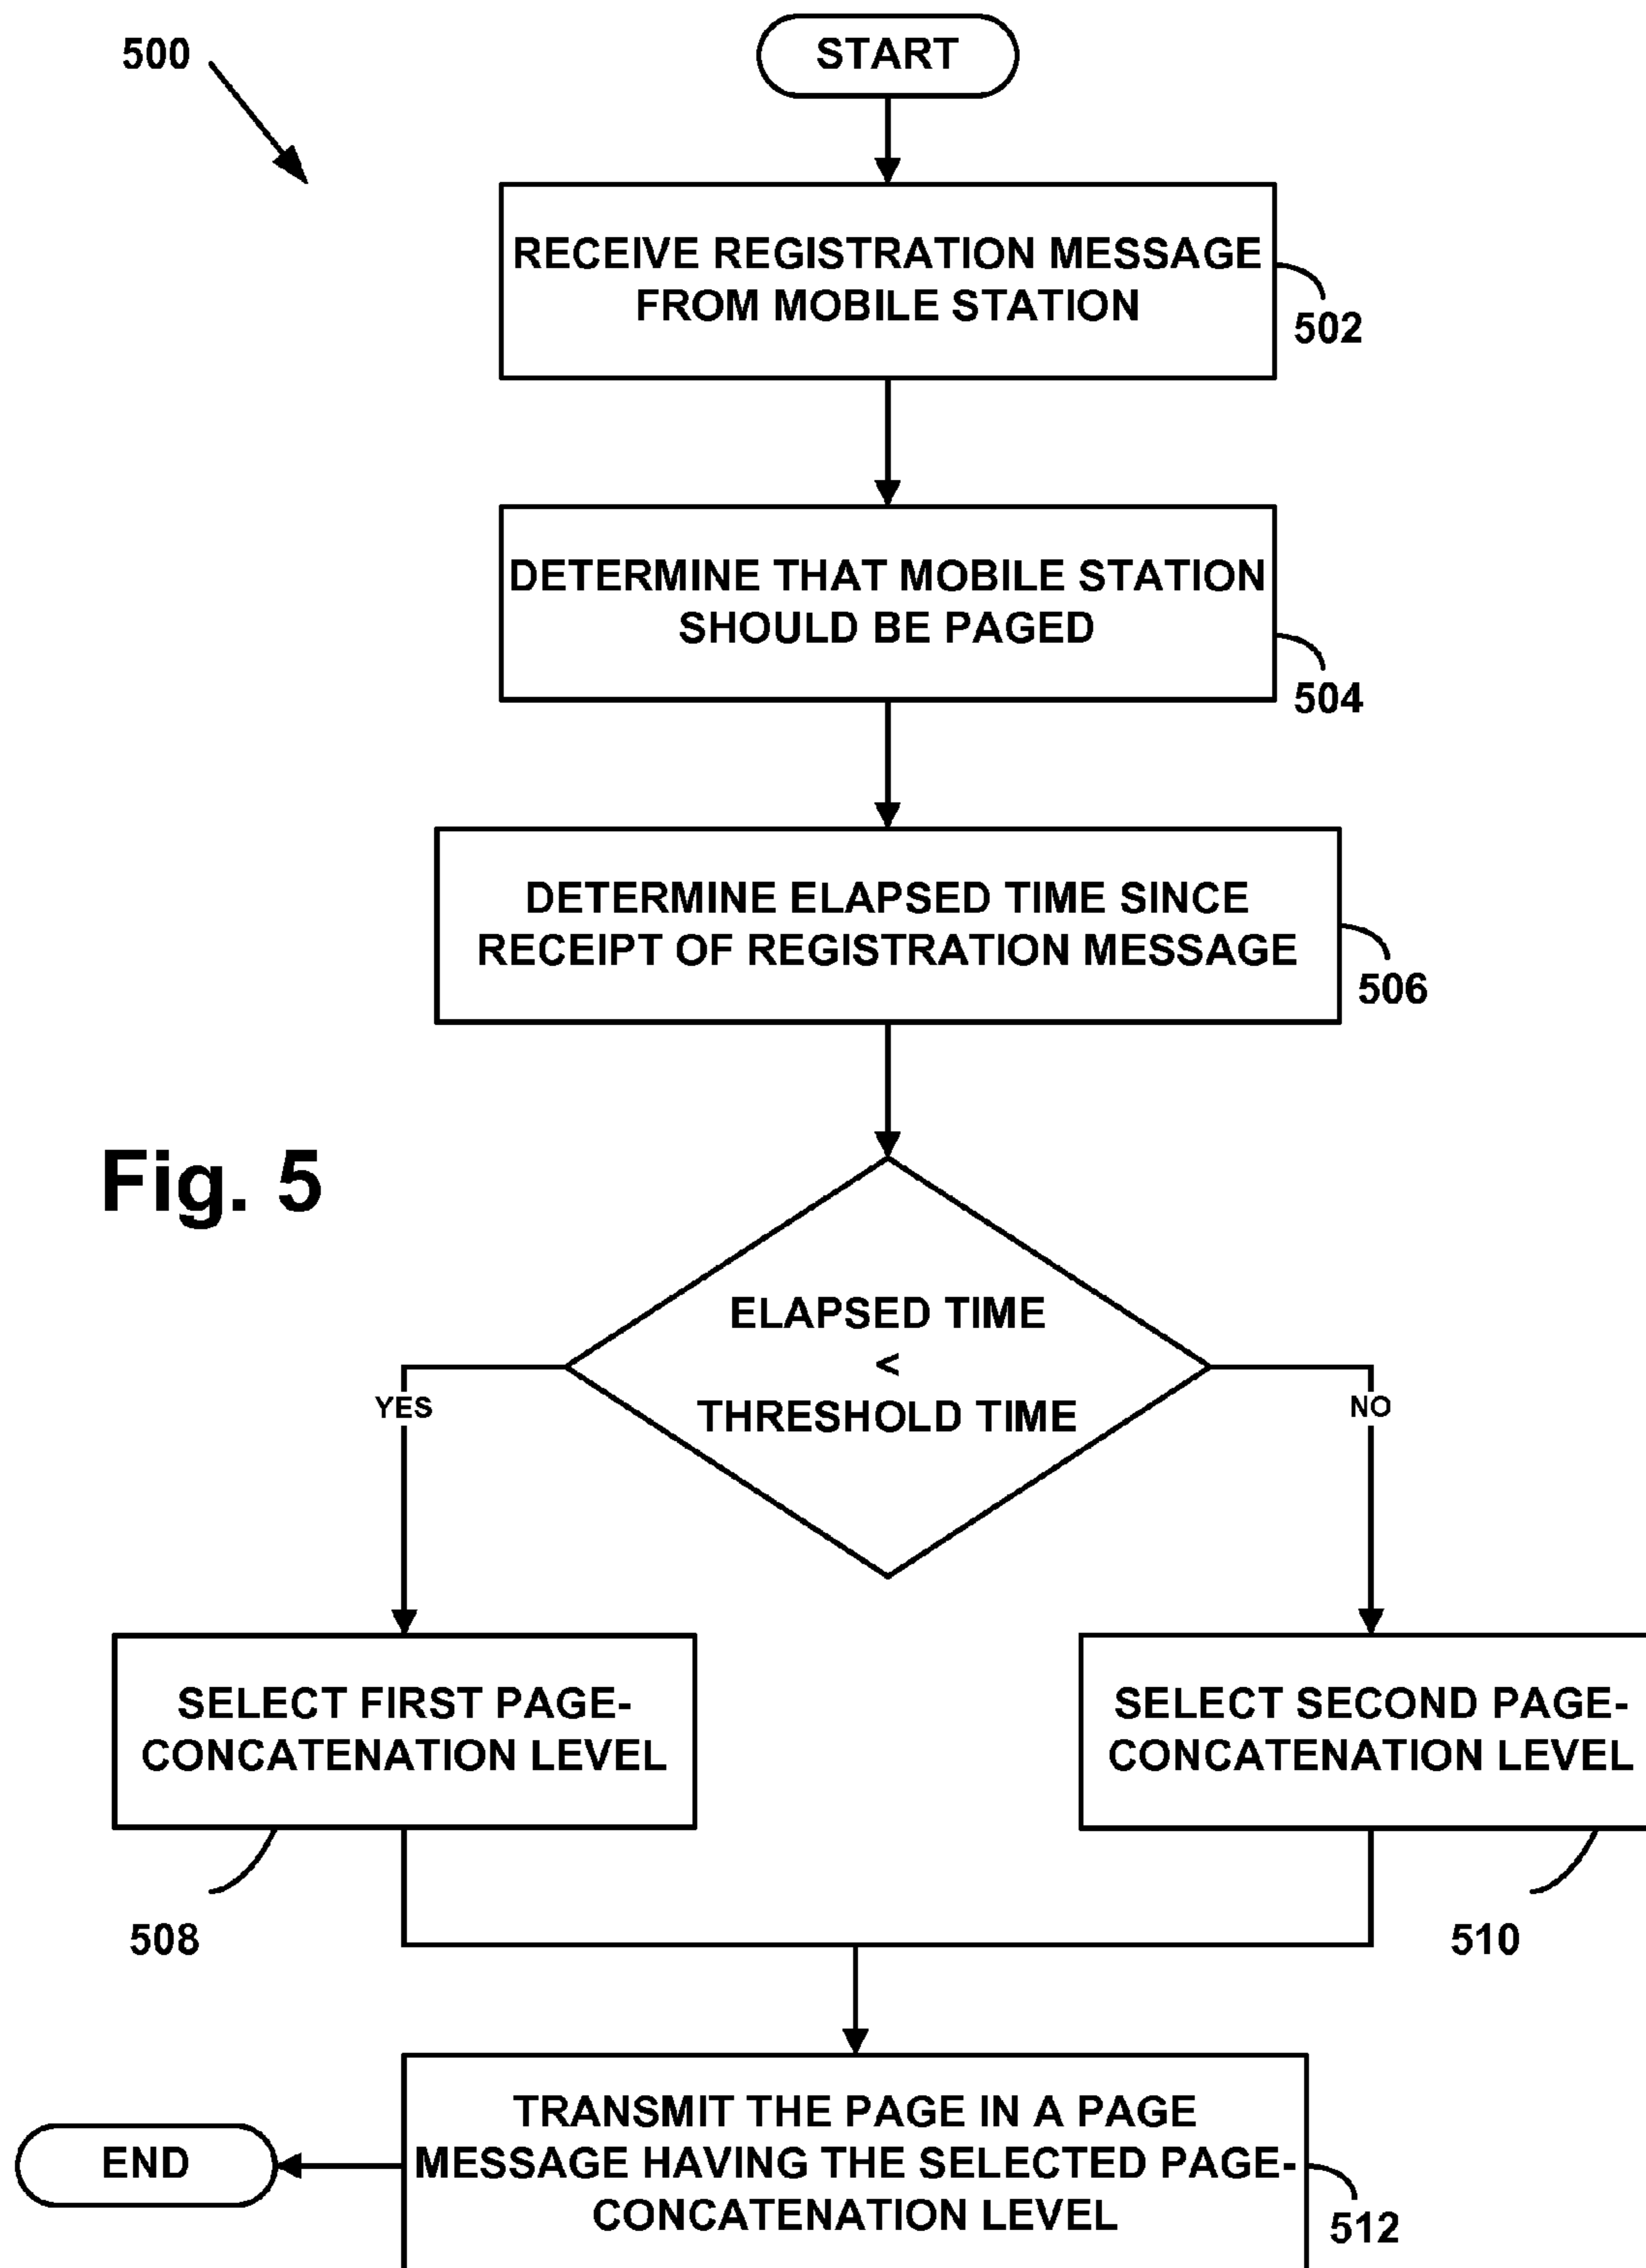 500
START
RECEIVE REGISTRATION MESSAGE
FROM MOBILE STATION
502
DETERMINE THAT MOBILE STATION
SHOULD BE PAGED
504
DETERMINE ELAPSED TIME SINCE
RECEIPT OF REGISTRATION MESSAGE
506
Fig. 5
ELAPSED TIME
<
THRESHOLD TIME
YES
NO
SELECT FIRST PAGE-
CONCATENATION LEVEL
508
SELECT SECOND PAGE-
CONCATENATION LEVEL
510
TRANSMIT THE PAGE IN A PAGE
MESSAGE HAVING THE SELECTED PAGE-
CONCATENATION LEVEL
512
END